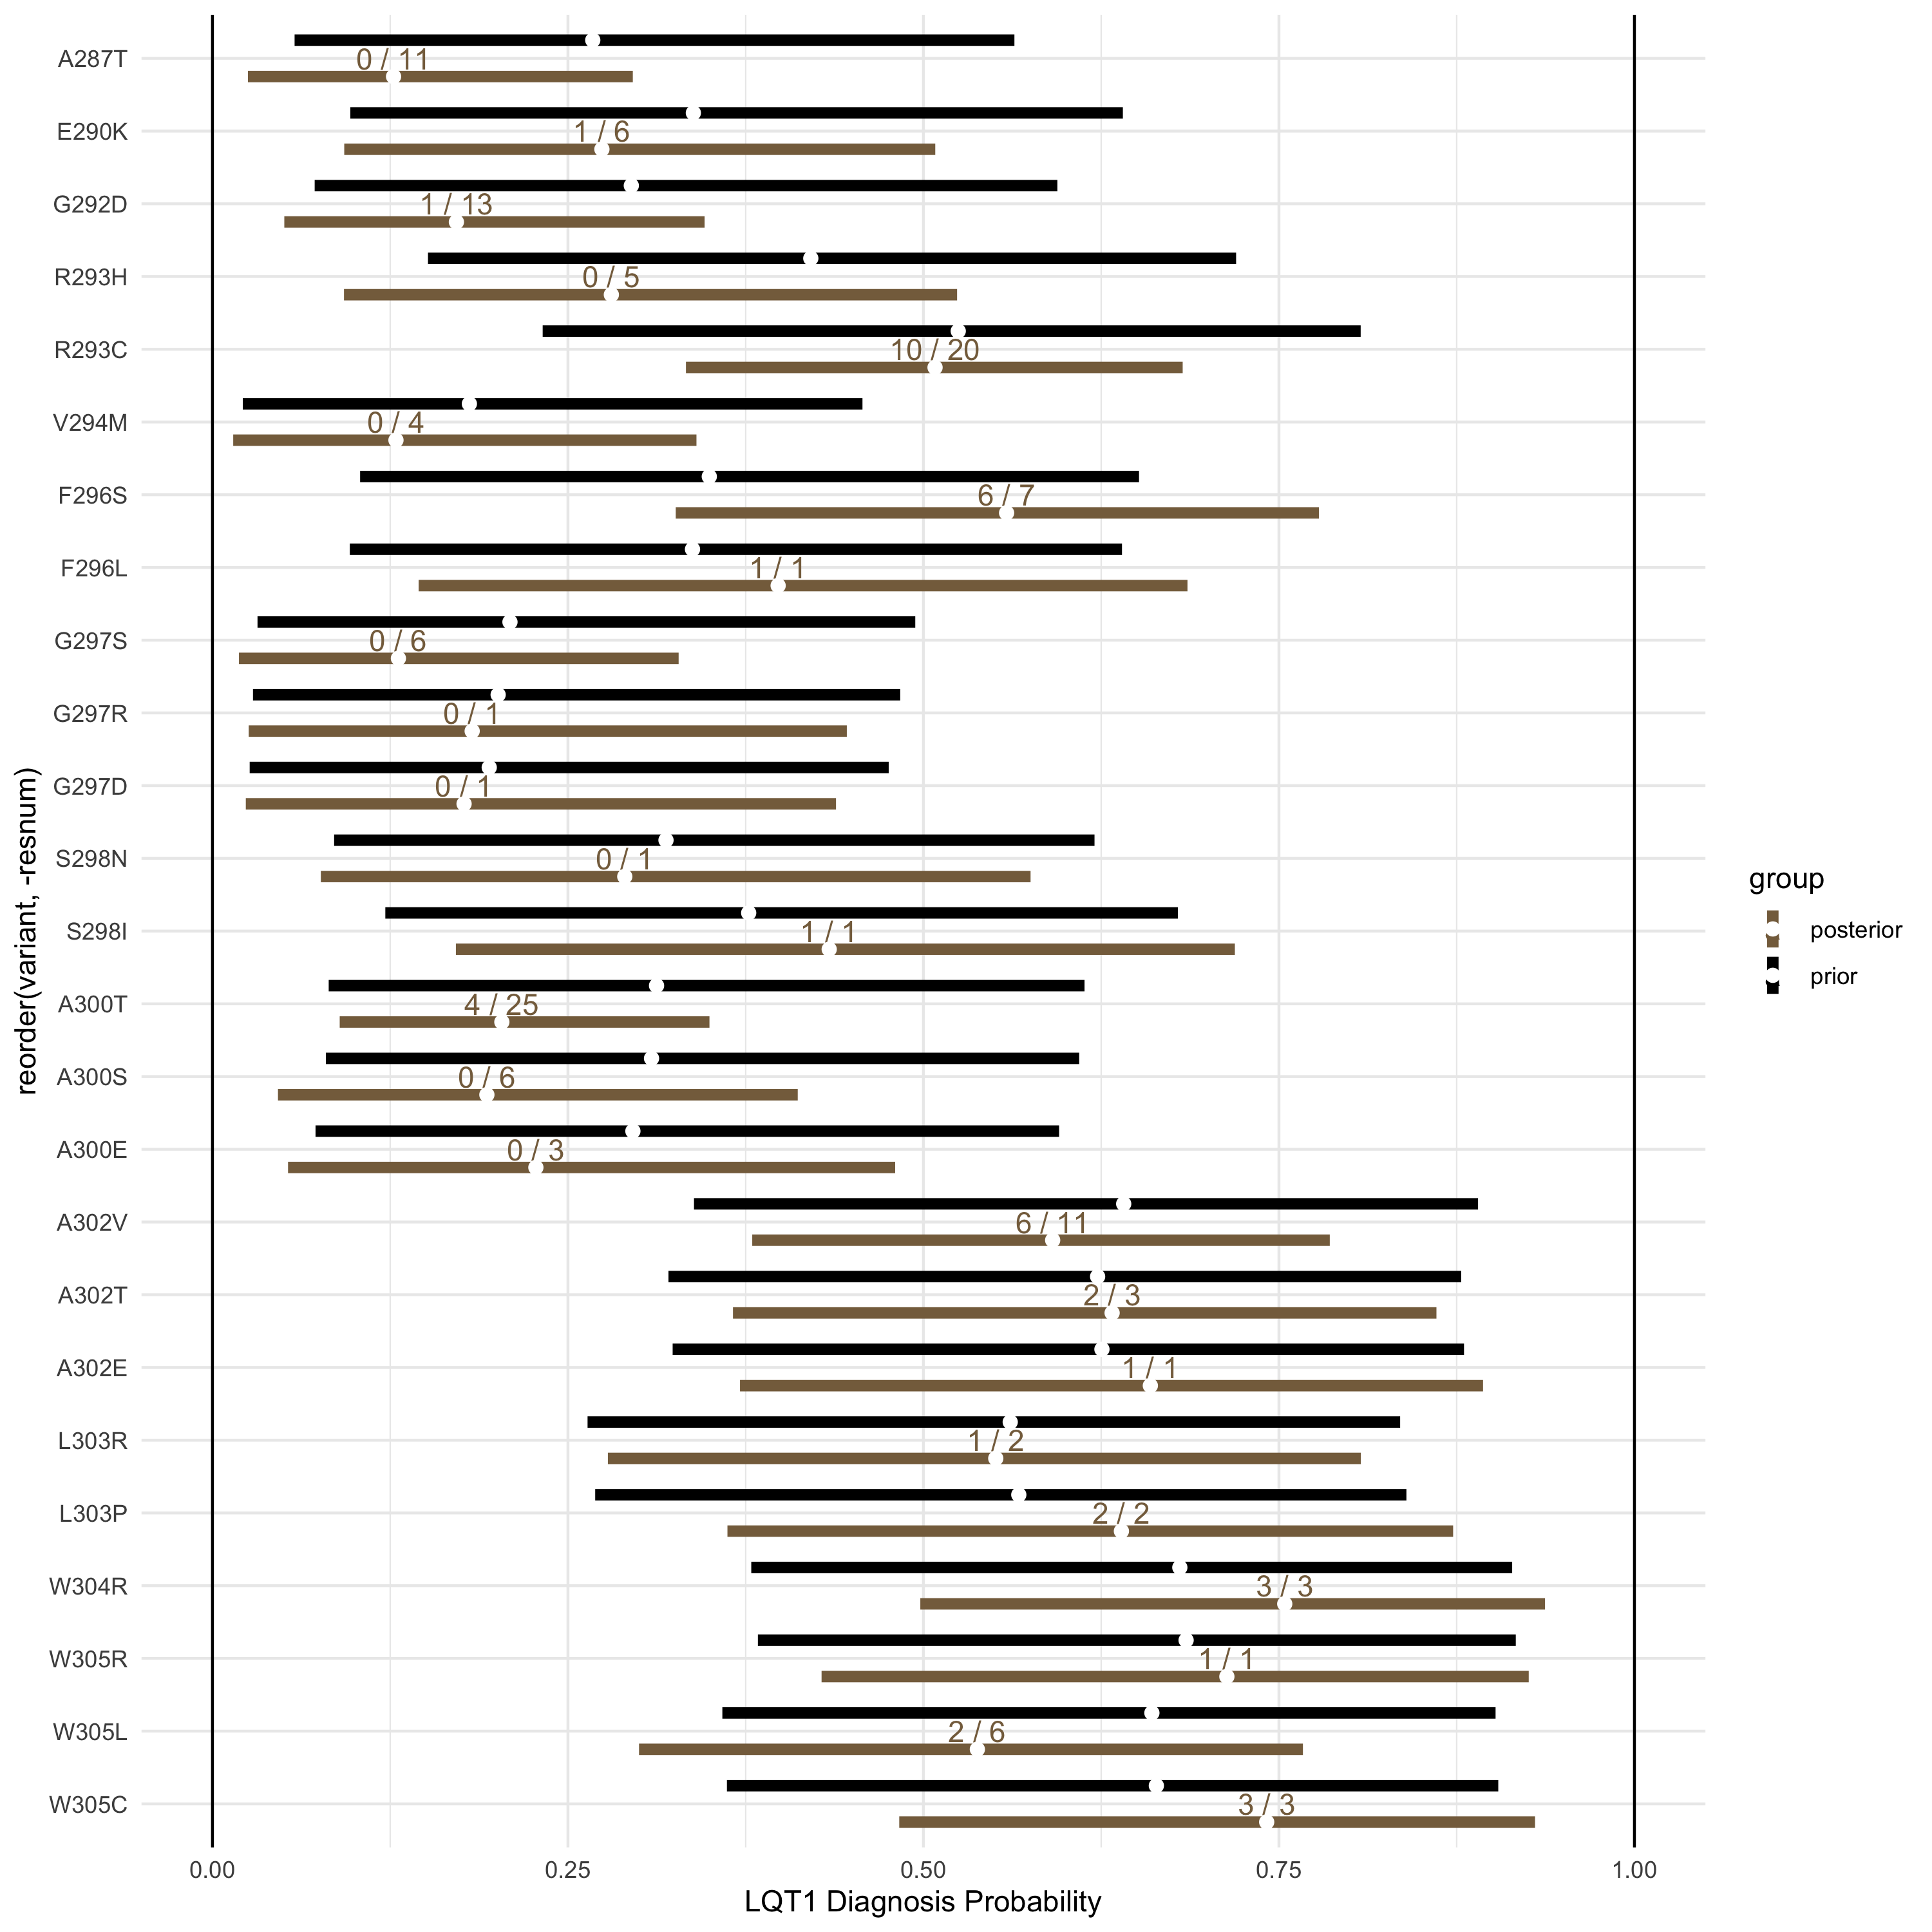 A287T
0 / 11
E290K
1 / 6
G292D
1 / 13
R293H
0 / 5
R293C
10 / 20
V294M
0 / 4
F296S
6 / 7
F296L
1 / 1
G297S
0 / 6
G297R
0 / 1
G297D
0 / 1
S298N
0 / 1
S298I
1 / 1
A300T
4 / 25
A300S
0 / 6
A300E
0 / 3
A302V
6 / 11
A302T
2 / 3
A302E
1 / 1
L303R
1 / 2
L303P
2 / 2
W304R
3 / 3
W305R
1 / 1
W305L
2 / 6
W305C
3 / 3
0.00
0.25
0.50
0.75
1.00
LQT1 Diagnosis Probability
reorder(variant, -resnum)
group
posterior
prior